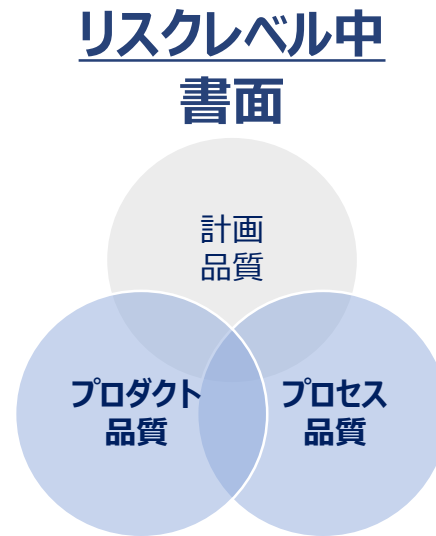 リスクレベル中
書面
計画
品質
プロダクト
品質
プロセス
品質